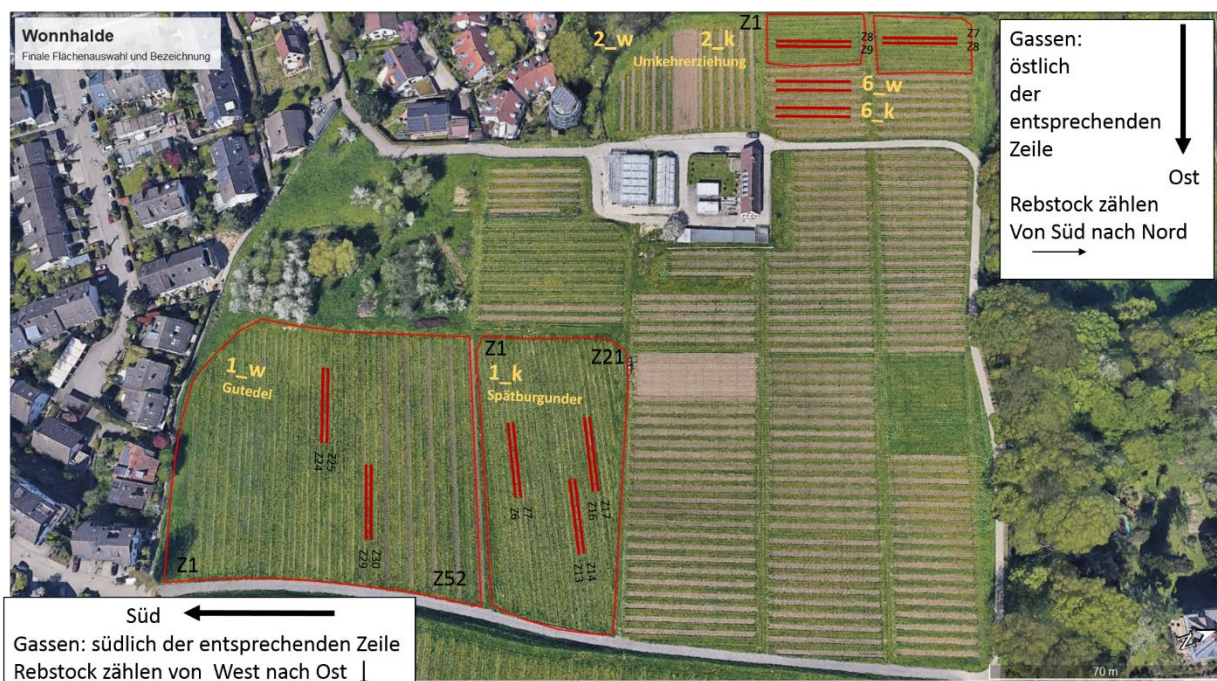 Wonnhalde
Finale Flächenauswahl und Bezeichnung
2_w
2_k
Umkehrerziehung
Z1
Z8
Z9
Z7
Z8
6_w
6_k
Gassen:
östlich
der
entsprechenden
Zeile
Ost
Rebstock zählen
Von Süd nach Nord
1_w
Gutedel
Z24
Z25
Z29
Z30
Z1
Z52
Z1
Z21
1_k
Spätburgunder
Z6
Z7
Z16
Z17
Z13
Z14
Süd
Gassen: südlich der entsprechenden Zeile
Rebstock zählen von West nach Ost
70 m
Z